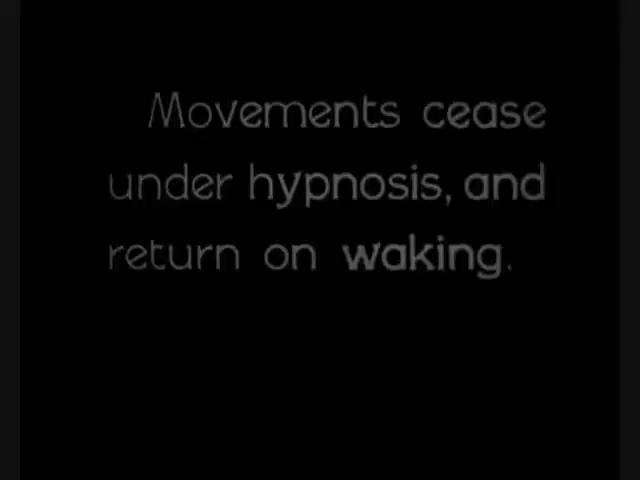 Movements cease
under hypnosis, and
return on waking.